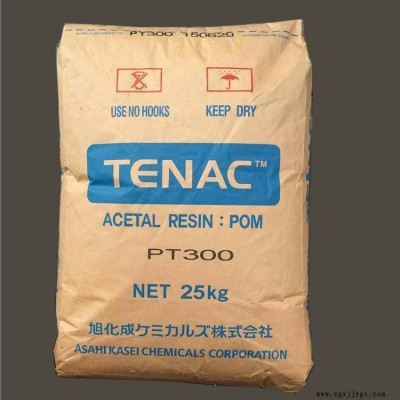 PT300 150629
USE NO HOOKS KEEP DRY
TENAC™
ACETAL RESIN : POM
PT300
NET 25kg
旭化成ケミカルズ株式会社
ASAHI KASEI CHEMICALS CORPORATION
www.zgxjjypt.com